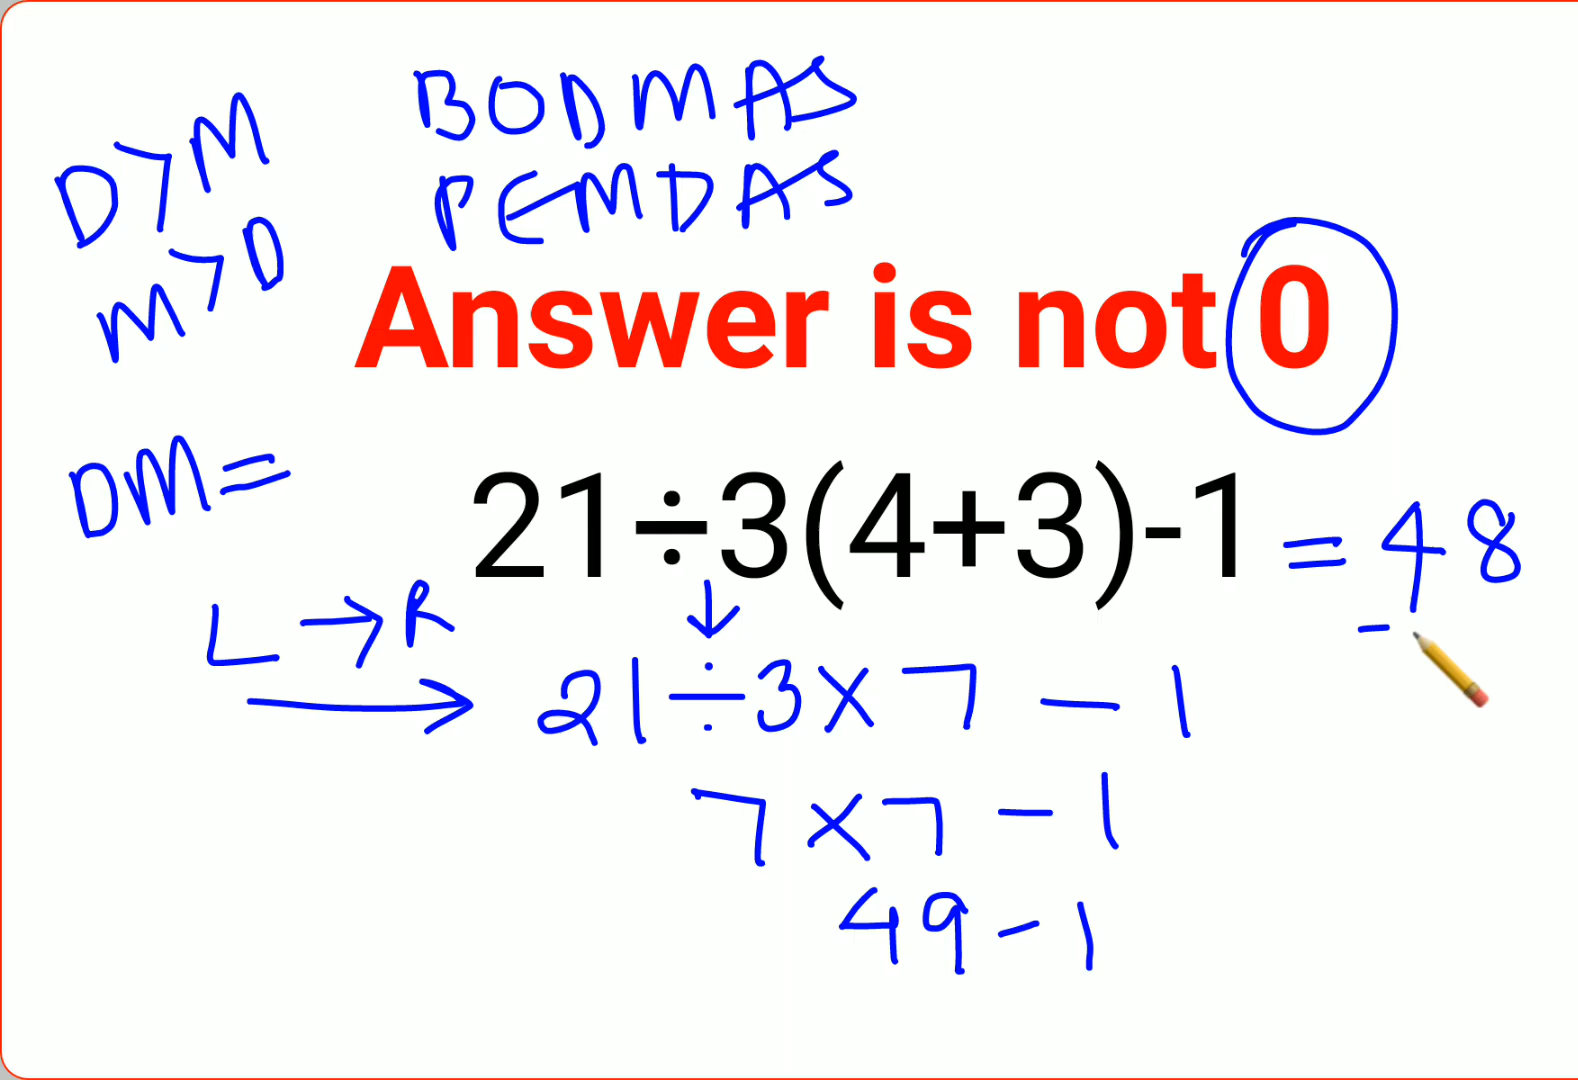 BODMAS
PEMDAS
D>M
M>D
Answer is not 0
DM=
21÷3(4+3)-1 = 48
L → R
→ 21÷3×7-1
7×7-1
49-1